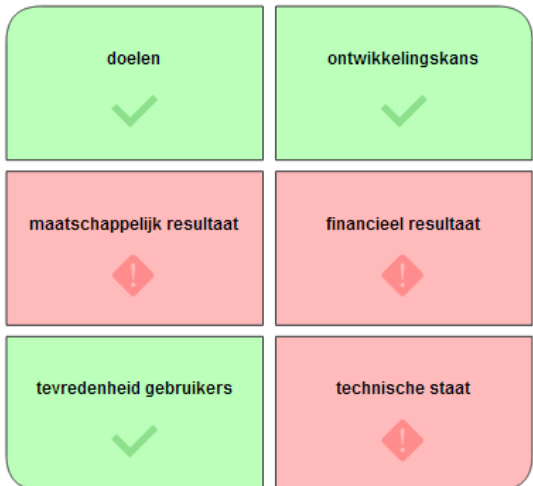 doelen
ontwikkelingskans
maatschappelijk resultaat
financieel resultaat
tevredenheid gebruikers
technische staat